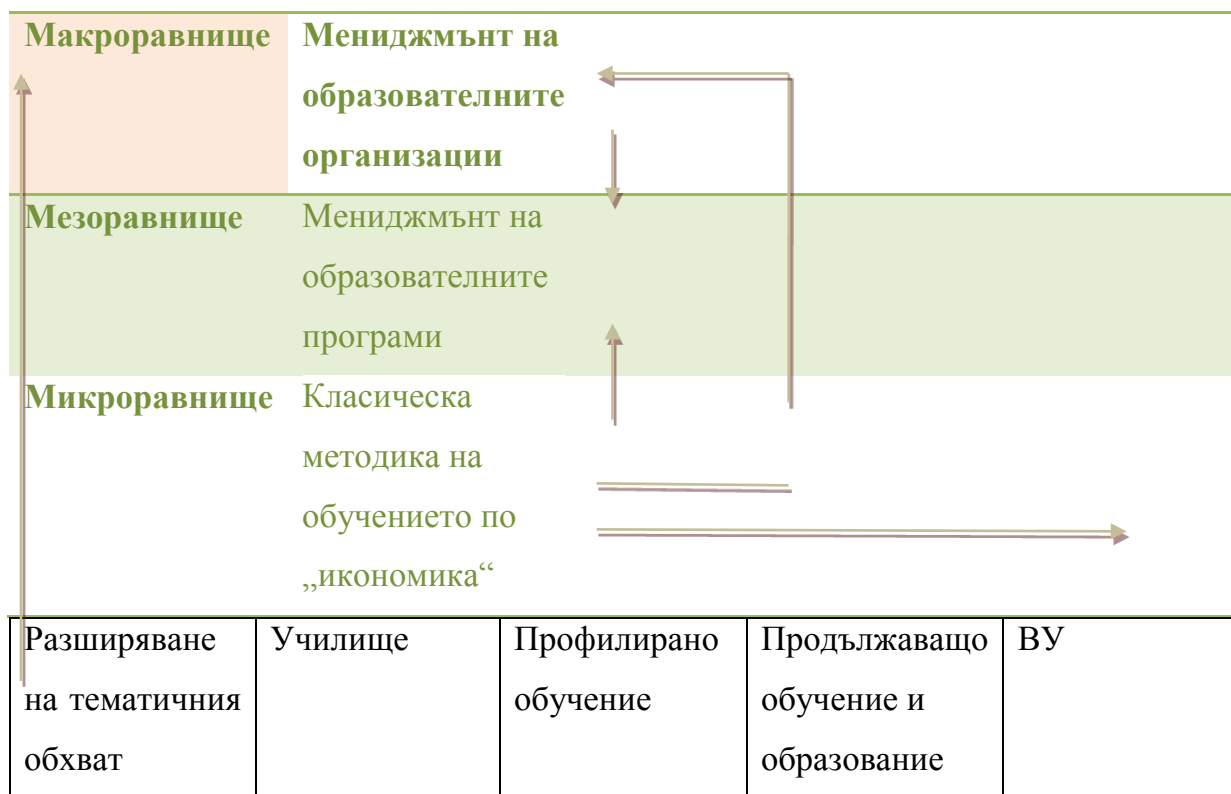 Макроравнище Мениджмънт на
образователните
организации
Мезоравнище Мениджмънт на
образователните
програми
Микроравнище Класическа
методика на
обучението по
„икономика“
Разширяване Училище Профилирано Продължаващо ВУ
на тематичния обучение обучение и
обхват образование